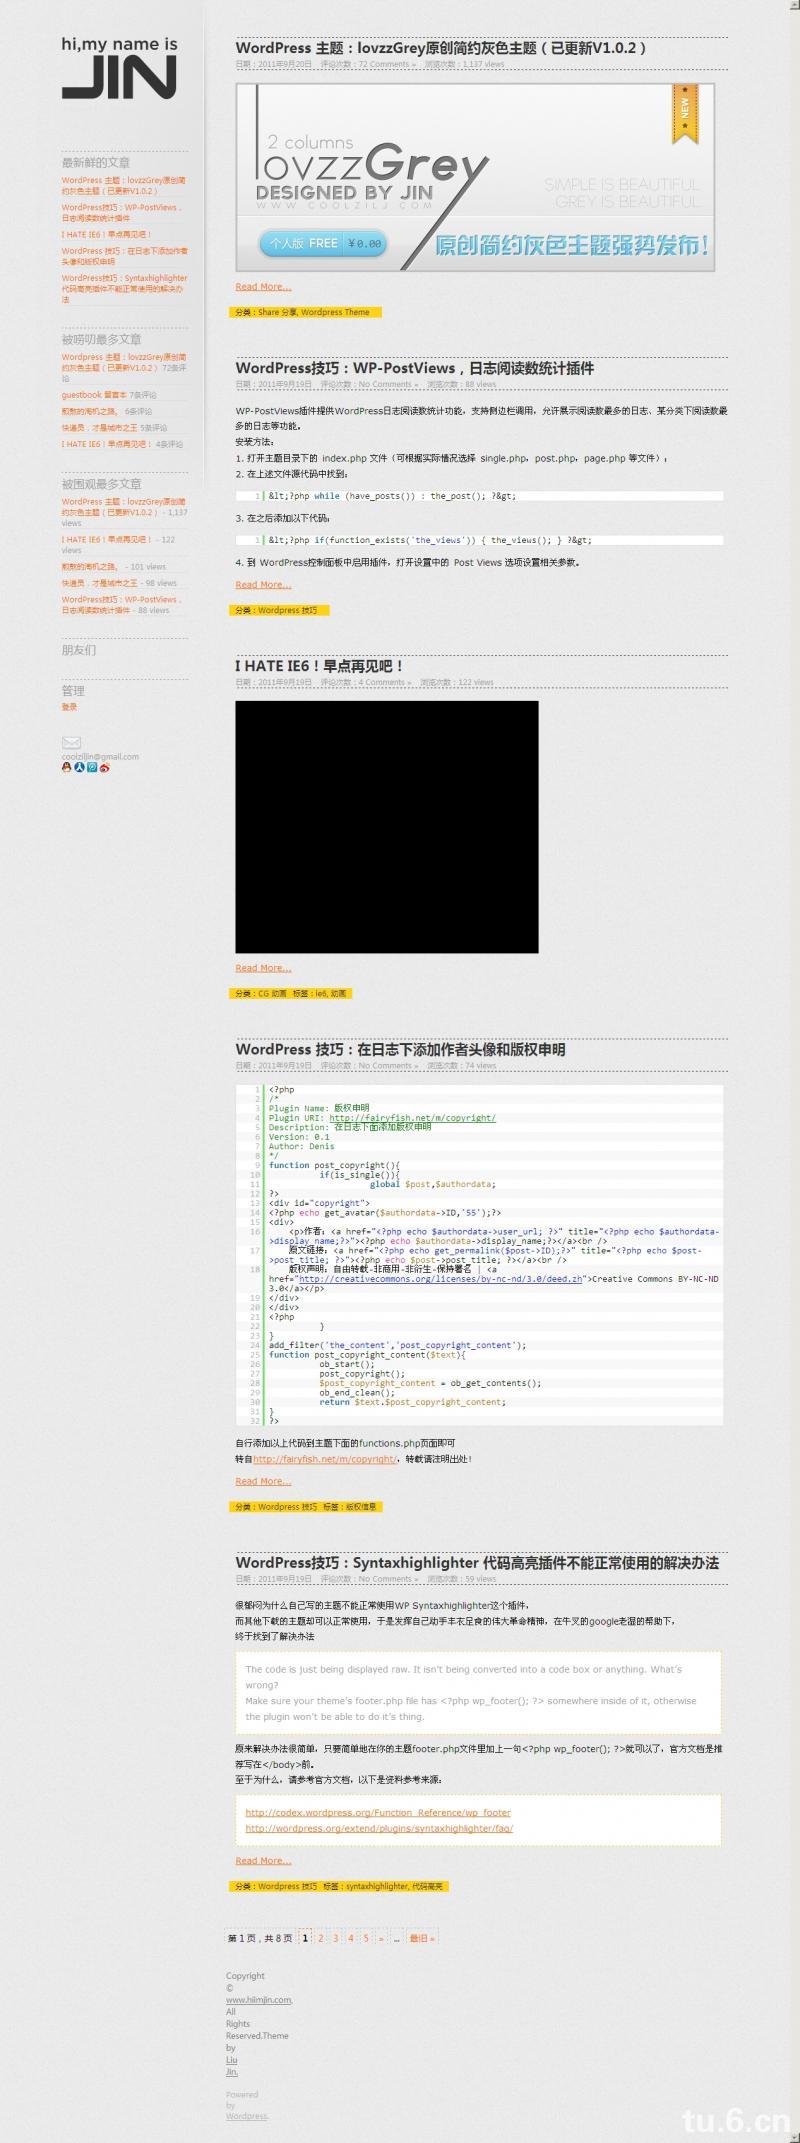 hi,my name is
JIN
最新鲜的文章
WordPress 主题：lovzzGrey原创简
约灰色主题（已更新V1.0.2）
WordPress技巧：WP-PostViews，
日志阅读数统计插件
I HATE IE6！早点再见吧！
WordPress 技巧：在日志下添加作者
头像和版权申明
WordPress技巧：Syntaxhighlighter
代码高亮插件不能正常使用的解决办
法
被唠叨最多文章
Wordpress 主题：lovzzGrey原创简
约灰色主题（已更新V1.0.2） 72条评
论
guestbook 留言本 7条评论
煎熬的淘机之路。 6条评论
快递员，才是城市之王 5条评论
I HATE IE6！早点再见吧！ 4条评论
被围观最多文章
WordPress 主题：lovzzGrey原创简
约灰色主题（已更新V1.0.2） - 1,137
views
I HATE IE6！早点再见吧！ - 122
views
煎熬的淘机之路。 - 101 views
快递员，才是城市之王 - 98 views
WordPress技巧：WP-PostViews，
日志阅读数统计插件 - 88 views
朋友们
管理
登录
coolziljin@gmail.com
WordPress 主题：lovzzGrey原创简约灰色主题（已更新V1.0.2）
日期：2011年9月20日 评论次数：72 Comments » 浏览次数：1,137 views
NEW
2 columns
lovzzGrey
DESIGNED BY JIN
WWW.COOLZILJ.COM
SIMPLE IS BEAUTIFUL
GREY IS BEAUTIFUL
个人版 FREE ￥0.00
原创简约灰色主题强势发布！
Read More...
分类：Share 分享, Wordpress Theme
WordPress技巧：WP-PostViews，日志阅读数统计插件
日期：2011年9月19日 评论次数：No Comments » 浏览次数：88 views
WP-PostViews插件提供WordPress日志阅读数统计功能，支持侧边栏调用，允许展示阅读数最多的日志、某分类下阅读数最
多的日志等功能。
安装方法：
1. 打开主题目录下的 index.php 文件（可根据实际情况选择 single.php，post.php，page.php 等文件）；
2. 在上述文件源代码中找到：
1 &lt;?php while (have_posts()) : the_post(); ?&gt;
3. 在之后添加以下代码：
1 &lt;?php if(function_exists('the_views')) { the_views(); } ?&gt;
4. 到 WordPress控制面板中启用插件，打开设置中的 Post Views 选项设置相关参数。
Read More...
分类：Wordpress 技巧
I HATE IE6！早点再见吧！
日期：2011年9月19日 评论次数：4 Comments » 浏览次数：122 views
Read More...
分类：CG 动画 标签：ie6, 动画
WordPress 技巧：在日志下添加作者头像和版权申明
日期：2011年9月19日 评论次数：No Comments » 浏览次数：74 views
1 <?php
2 /*
3 Plugin Name: 版权申明
4 Plugin URI: http://fairyfish.net/m/copyright/
5 Description: 在日志下面添加版权申明
6 Version: 0.1
7 Author: Denis
8 */
9 function post_copyright(){
10 if(is_single()){
11 global $post,$authordata;
12 ?>
13 <div id="copyright">
14 <?php echo get_avatar($authordata->ID,'55');?>
15 <div>
16 <p>作者：<a href="<?php echo $authordata->user_url; ?>" title="<?php echo $authordata-
>display_name;?>"><?php echo $authordata->display_name;?></a><br />
17 原文链接：<a href="<?php echo get_permalink($post->ID);?>" title="<?php echo $post-
>post_title; ?>"><?php echo $post->post_title; ?></a><br />
18 版权声明：自由转载-非商用-非衍生-保持署名 | <a
href="http://creativecommons.org/licenses/by-nc-nd/3.0/deed.zh">Creative Commons BY-NC-ND
3.0</a></p>
19 </div>
20 </div>
21 <?php
22 }
23 }
24 add_filter('the_content','post_copyright_content');
25 function post_copyright_content($text){
26 ob_start();
27 post_copyright();
28 $post_copyright_content = ob_get_contents();
29 ob_end_clean();
30 return $text.$post_copyright_content;
31 }
32 ?>
自行添加以上代码到主题下面的functions.php页面即可
转自http://fairyfish.net/m/copyright/，转载请注明出处！
Read More...
分类：Wordpress 技巧 标签：版权信息
WordPress技巧：Syntaxhighlighter 代码高亮插件不能正常使用的解决办法
日期：2011年9月19日 评论次数：No Comments » 浏览次数：59 views
很郁闷为什么自己写的主题不能正常使用WP Syntaxhighlighter这个插件，
而其他下载的主题却可以正常使用，于是发挥自己动手丰衣足食的伟大革命精神，在牛叉的google老湿的帮助下，
终于找到了解决办法
The code is just being displayed raw. It isn't being converted into a code box or anything. What's
wrong?
Make sure your theme's footer.php file has <?php wp_footer(); ?> somewhere inside of it, otherwise
the plugin won't be able to do it's thing.
原来解决办法很简单，只要简单地在你的主题footer.php文件里加上一句<?php wp_footer(); ?>就可以了，官方文档是推
荐写在</body>前。
至于为什么，请参考官方文档，以下是资料参考来源：
http://codex.wordpress.org/Function_Reference/wp_footer
http://wordpress.org/extend/plugins/syntaxhighlighter/faq/
Read More...
分类：Wordpress 技巧 标签：syntaxhighlighter, 代码高亮
第 1 页，共 8 页 1 2 3 4 5 » ... 最旧 »
Copyright
©
www.hiimjin.com,
All
Rights
Reserved.Theme
by
Liu
Jin.
Powered
by
Wordpress.
tu.6.cn